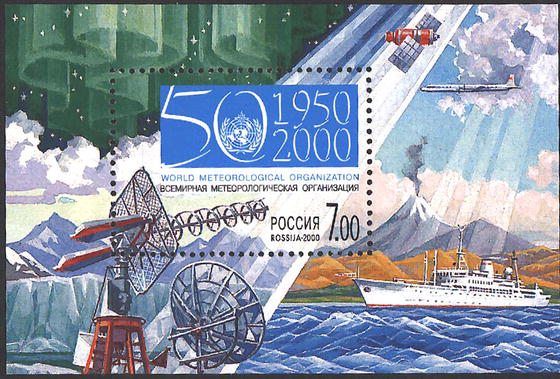 50 1950
2000
WORLD METEOROLOGICAL ORGANIZATION
ВСЕМИРНАЯ МЕТЕОРОЛОГИЧЕСКАЯ ОРГАНИЗАЦИЯ
РОССИЯ 7.00
ROSSIJA•2000